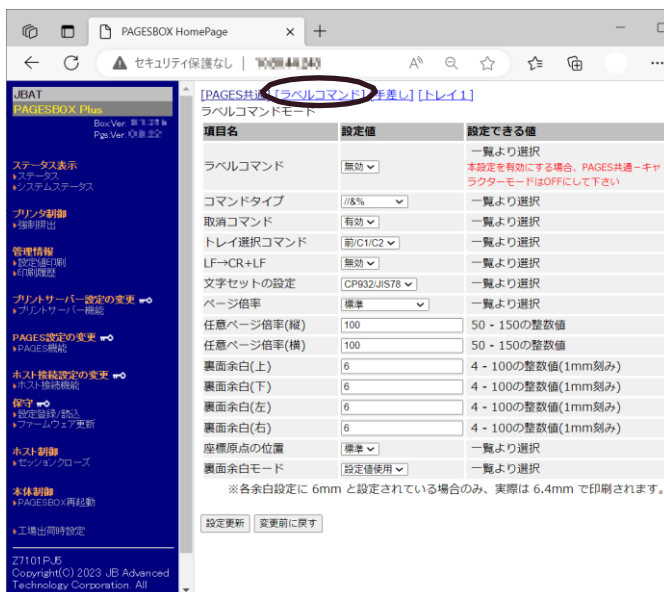 PAGESBOX HomePage
セキュリティ保護なし
JBAT
PAGESBOX Plus
Box:Ver
Pgs:Ver
ステータス表示
ステータス
システムステータス
プリンタ制御
強制排出
管理情報
設定値印刷
印刷履歴
プリントサーバー設定の変更
プリントサーバー機能
PAGES設定の変更
PAGES機能
ホスト接続設定の変更
ホスト接続機能
保守
設定登録/読込
ファームウェア更新
ホスト制御
セッションクローズ
本体制御
PAGESBOX再起動
工場出荷時設定
Z7101PJ5
Copyright(C) 2023 JB Advanced
Technology Corporation. All
[PAGES共通] [ラベルコマンド] [手差し] [トレイ１]
ラベルコマンドモード
項目名 設定値 設定できる値
ラベルコマンド 無効 一覧より選択
本設定を有効にする場合、PAGES共通－キャ
ラクターモードはOFFにして下さい
コマンドタイプ //&% 一覧より選択
取消コマンド 有効 一覧より選択
トレイ選択コマンド 前/C1/C2 一覧より選択
LF→CR+LF 無効 一覧より選択
文字セットの設定 CP932/JIS78 一覧より選択
ページ倍率 標準 一覧より選択
任意ページ倍率(縦) 100 50 - 150の整数値
任意ページ倍率(横) 100 50 - 150の整数値
裏面余白(上) 6 4 - 100の整数値(1mm刻み)
裏面余白(下) 6 4 - 100の整数値(1mm刻み)
裏面余白(左) 6 4 - 100の整数値(1mm刻み)
裏面余白(右) 6 4 - 100の整数値(1mm刻み)
座標原点の位置 標準 一覧より選択
裏面余白モード 設定値使用 一覧より選択
※各余白設定に 6mm と設定されている場合のみ、実際は 6.4mm で印刷されます。
設定更新 変更前に戻す